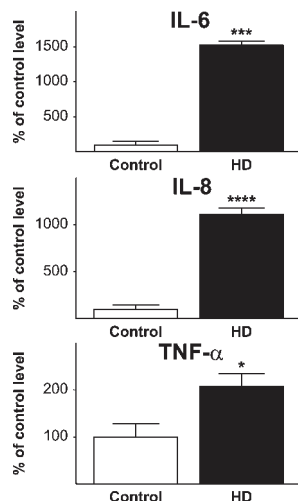 IL-6
% of control level
1500
1000
500
***
Control
HD
IL-8
% of control level
1000
500
****
Control
HD
TNF-α
% of control level
200
100
*
Control
HD